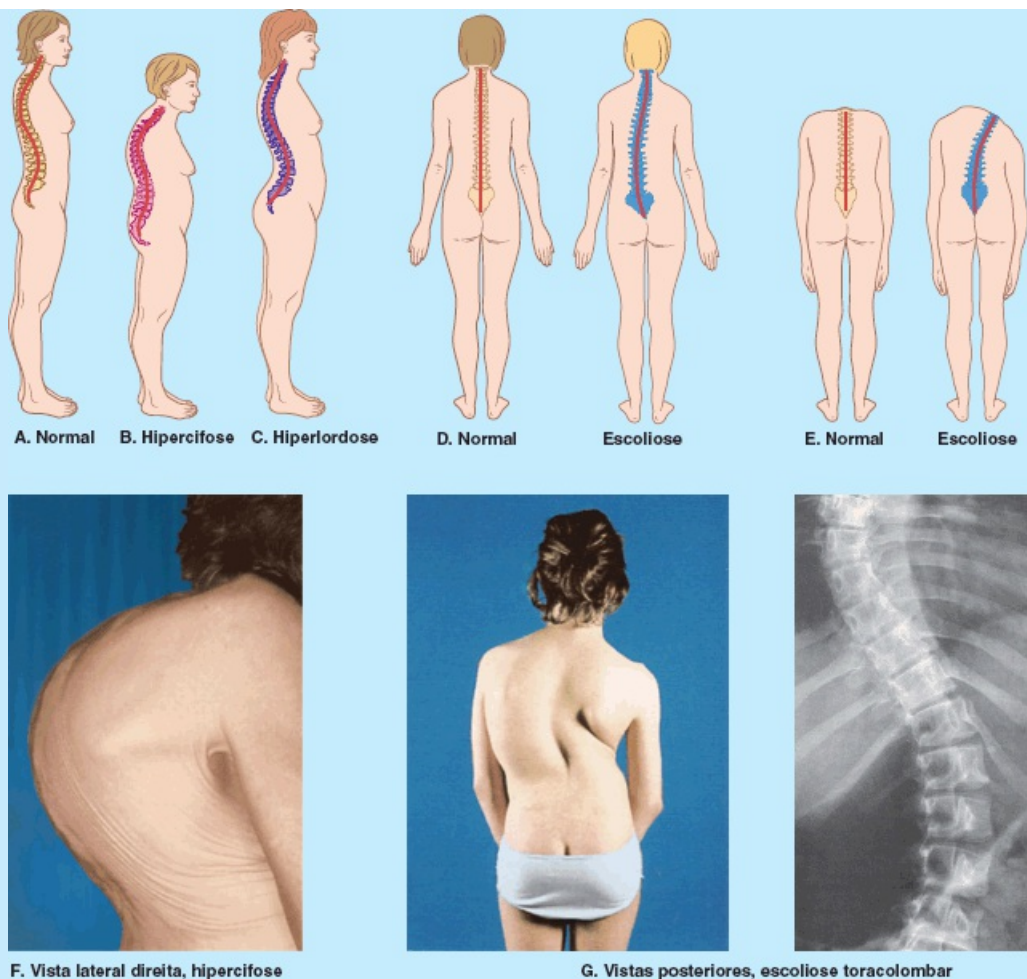 A. Normal
B. Hipercifose
C. Hiperlordose
D. Normal
Escoliose
E. Normal
Escoliose
F. Vista lateral direita, hipercifose
G. Vistas posteriores, escoliose toracolombar